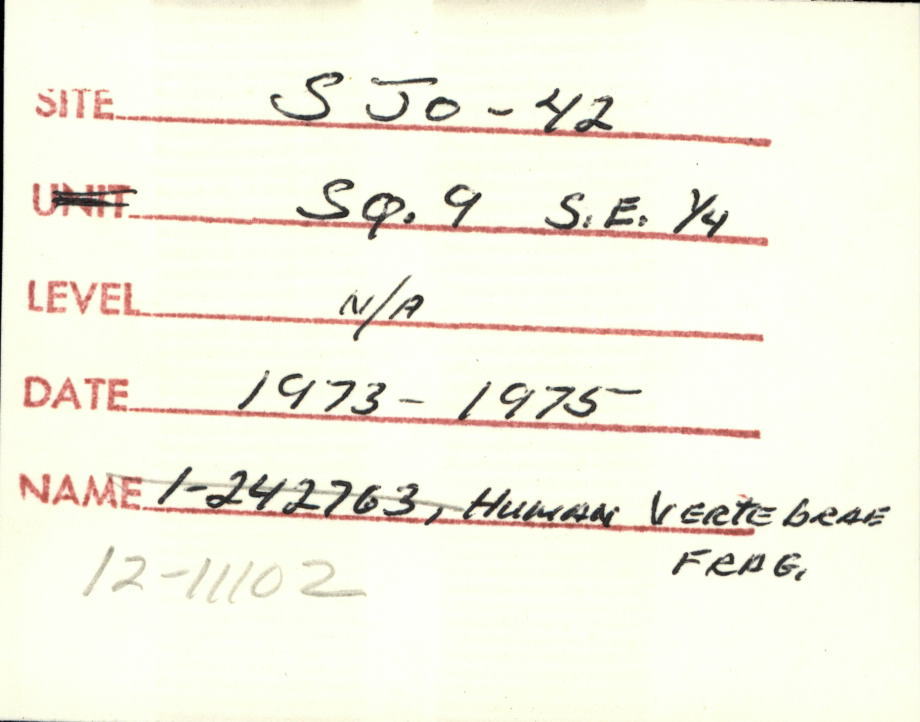 SITE S Jo - 42
UNIT Sq. 9 S.E. 1/4
LEVEL N/A
DATE 1973 - 1975
NAME 1-242763, HUMAN VERTEBRAE
FRAG.
12-11102